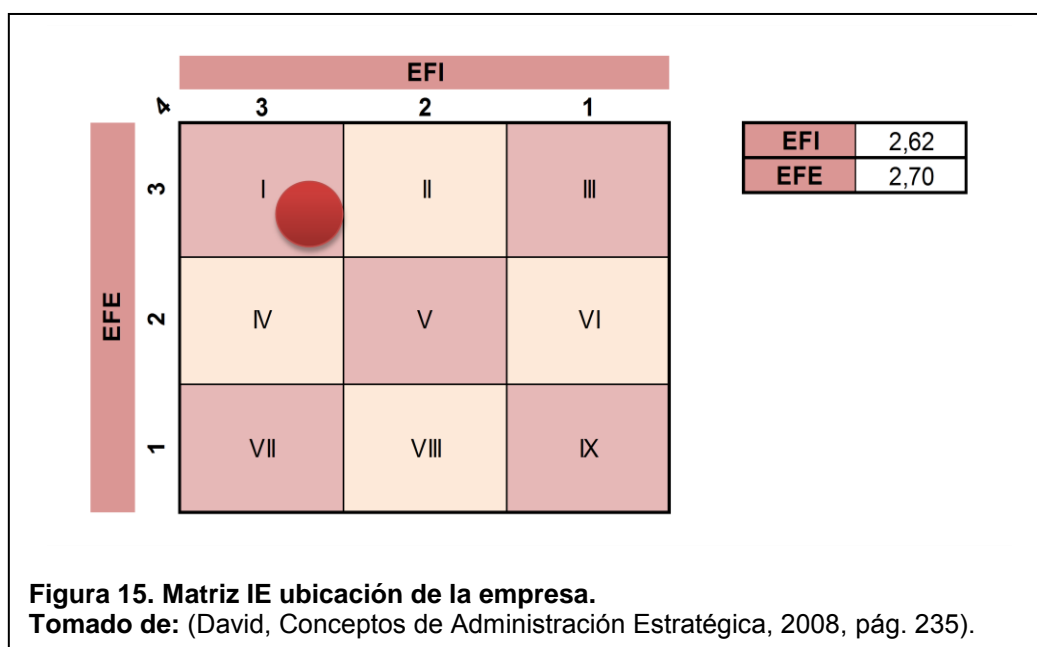 EFI
4 3 2 1
EFI 2,62
EFE 2,70
EFE
3 I II III
2 IV V VI
1 VII VIII IX
Figura 15. Matriz IE ubicación de la empresa.
Tomado de: (David, Conceptos de Administración Estratégica, 2008, pág. 235).